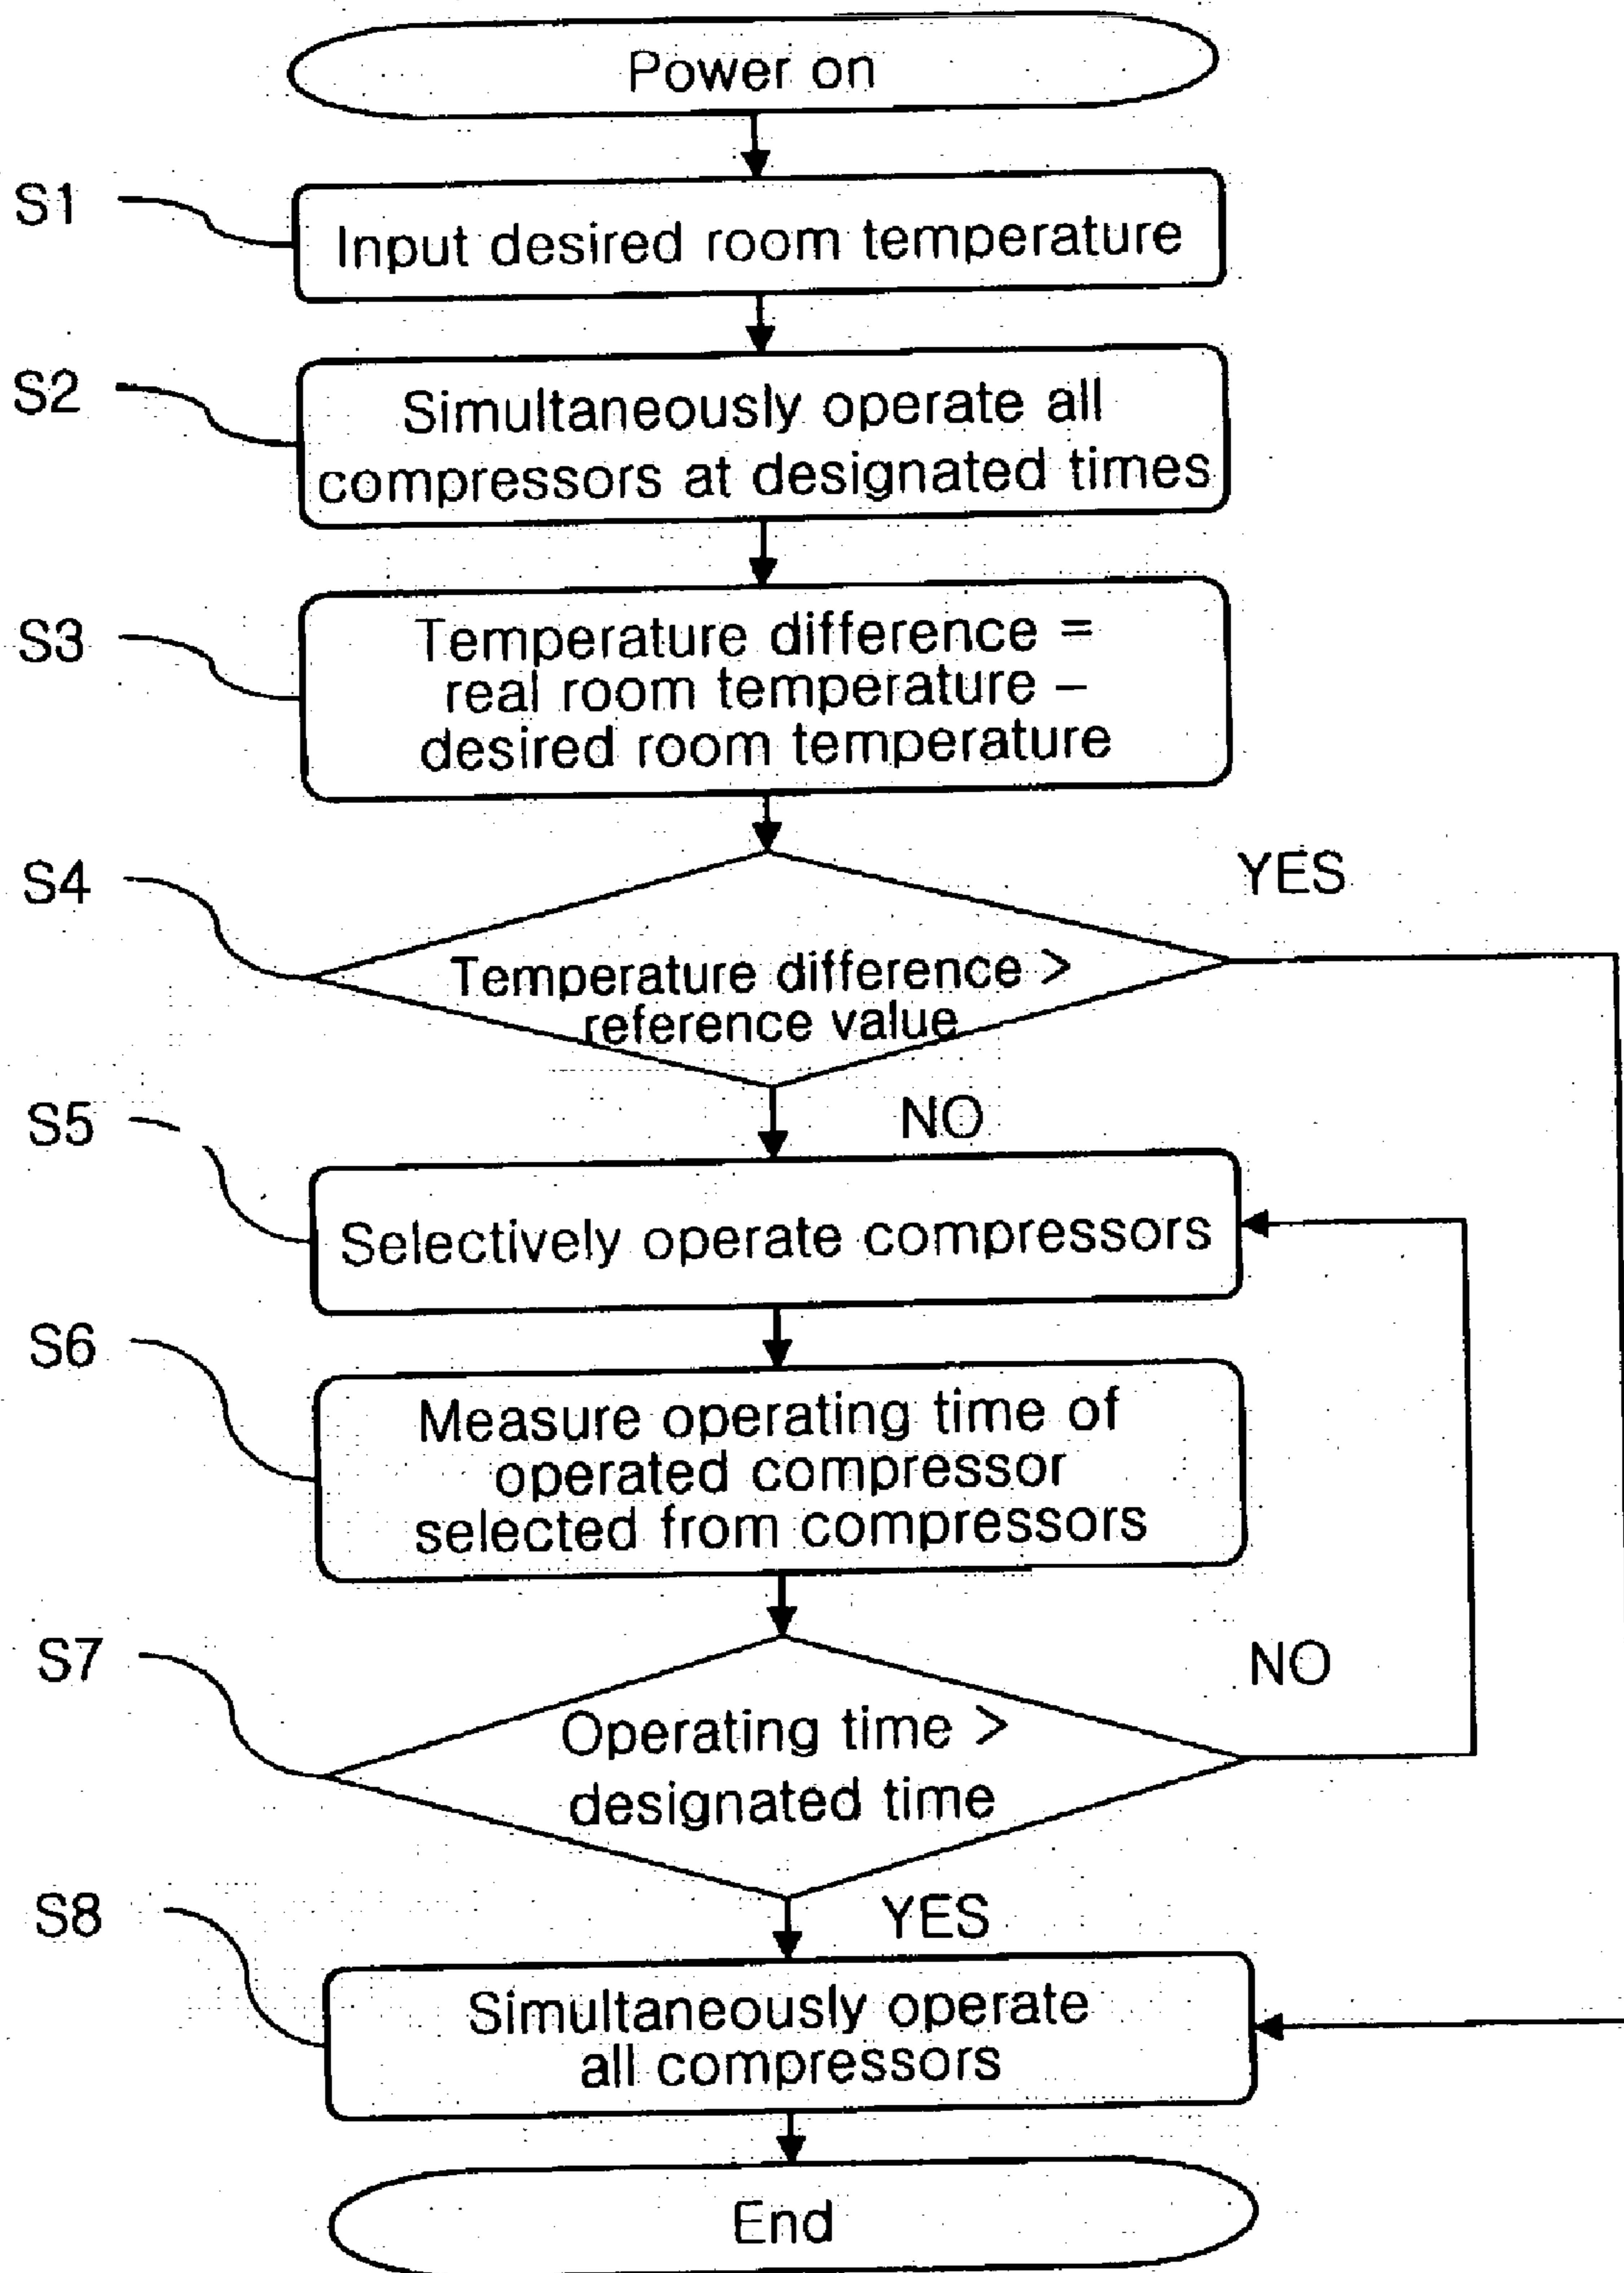 Power on
S1
Input desired room temperature
S2
Simultaneously operate all
compressors at designated times
S3
Temperature difference =
real room temperature –
desired room temperature
S4
YES
Temperature difference >
reference value
NO
S5
Selectively operate compressors
S6
Measure operating time of
operated compressor
selected from compressors
S7
NO
Operating time >
designated time
YES
S8
Simultaneously operate
all compressors
End